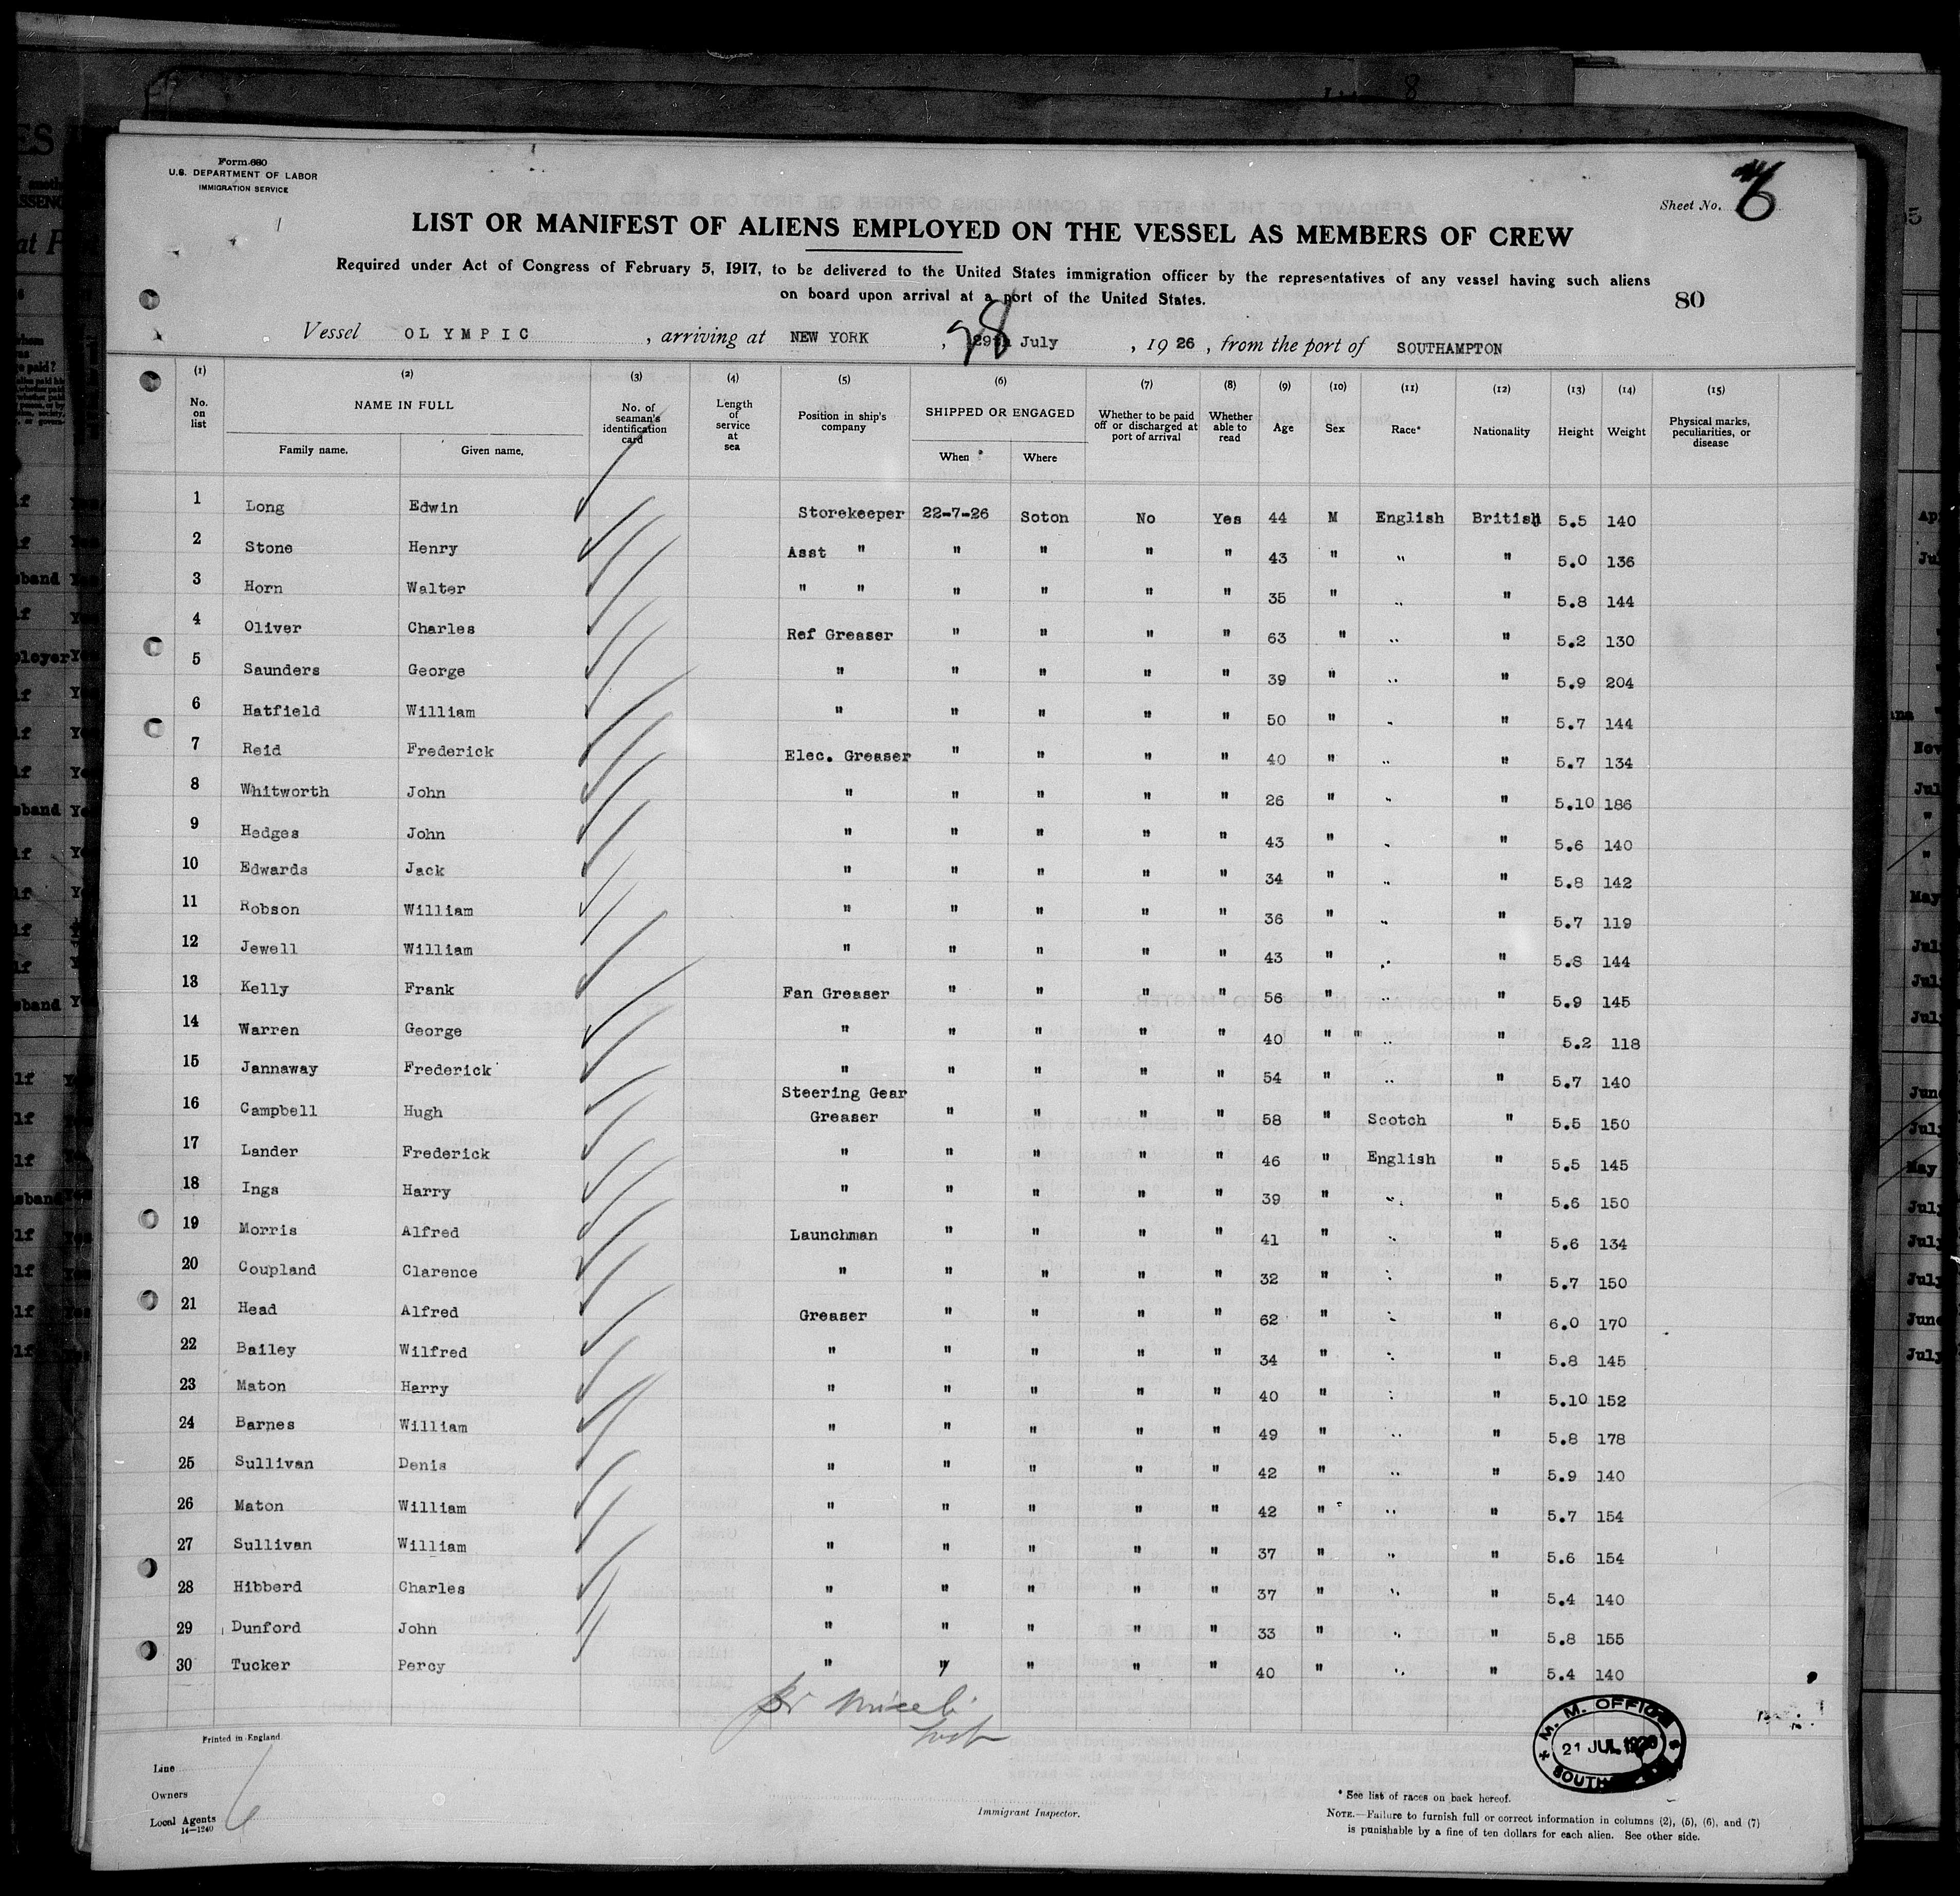 Form 680
U.S. DEPARTMENT OF LABOR
IMMIGRATION SERVICE
Sheet No. 6
LIST OR MANIFEST OF ALIENS EMPLOYED ON THE VESSEL AS MEMBERS OF CREW
Required under Act of Congress of February 5, 1917, to be delivered to the United States immigration officer by the representatives of any vessel having such aliens
on board upon arrival at a port of the United States.
80
Vessel OLYMPIC, arriving at NEW YORK, 28 29th July, 1926, from the port of SOUTHAMPTON
(1) (2) (3) (4) (5) (6) (7) (8) (9) (10) (11) (12) (13) (14) (15)
No. on list NAME IN FULL No. of seaman's identification card Length of service at sea Position in ship's company SHIPPED OR ENGAGED Whether to be paid off or discharged at port of arrival Whether able to read Age Sex Race* Nationality Height Weight Physical marks, peculiarities, or disease
Family name. Given name. When Where
1 Long Edwin Storekeeper 22-7-26 Soton No Yes 44 M English British 5.5 140
2 Stone Henry Asst " " " " " 43 " " " 5.0 136
3 Horn Walter " " " " " " 35 " " " 5.8 144
4 Oliver Charles Ref Greaser " " " " 63 " " " 5.2 130
5 Saunders George " " " " " 39 " " " 5.9 204
6 Hatfield William " " " " " 50 " " " 5.7 144
7 Reid Frederick Elec. Greaser " " " " 40 " " " 5.7 134
8 Whitworth John " " " " " 26 " " " 5.10 186
9 Hedges John " " " " " 43 " " " 5.6 140
10 Edwards Jack " " " " " 34 " " " 5.8 142
11 Robson William " " " " " 36 " " " 5.7 119
12 Jewell William " " " " " 43 " " " 5.8 144
13 Kelly Frank Fan Greaser " " " " 56 " " " 5.9 145
14 Warren George " " " " " 40 " " " " 5.2 118
15 Jannaway Frederick " " " " " 54 " " " 5.7 140
16 Campbell Hugh Steering Gear Greaser " " " " 58 " Scotch " 5.5 150
17 Lander Frederick " " " " " 46 " English " 5.5 145
18 Ings Harry " " " " " 39 " " " 5.6 150
19 Morris Alfred Launchman " " " " 41 " " " 5.6 134
20 Coupland Clarence " " " " " 32 " " " 5.7 150
21 Head Alfred Greaser " " " " 62 " " " 6.0 170
22 Bailey Wilfred " " " " " 34 " " " 5.8 145
23 Maton Harry " " " " " 40 " " " 5.10 152
24 Barnes William " " " " " 49 " " " 5.8 178
25 Sullivan Denis " " " " " 42 " " " 5.9 140
26 Maton William " " " " " 42 " " " 5.7 154
27 Sullivan William " " " " " 37 " " " 5.6 154
28 Hibberd Charles " " " " " 37 " " " 5.4 140
29 Dunford John " " " " " 33 " " " 5.8 155
30 Tucker Percy " " " " " 40 " " " 5.4 140
M. M. OFFICE
21 JUL 1926
Printed in England
Line
Owners
Local Agents
14—1240
Immigrant Inspector.
* See list of races on back hereof.
NOTE.—Failure to furnish full or correct information in columns (2), (5), (6), and (7)
is punishable by a fine of ten dollars for each alien. See other side.